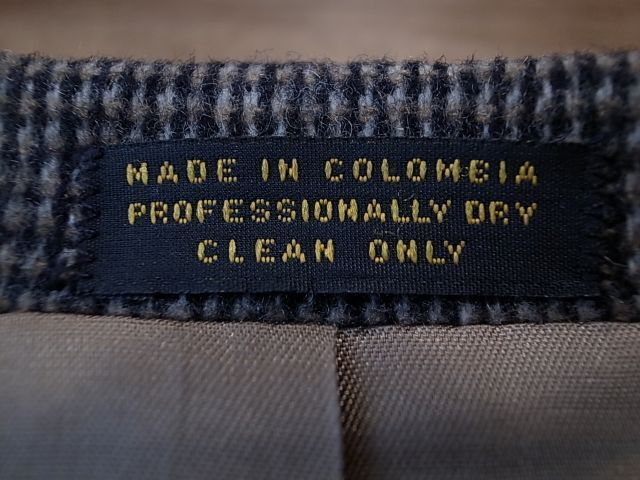 MADE IN COLOMBIA
PROFESSIONALLY DRY
CLEAN ONLY